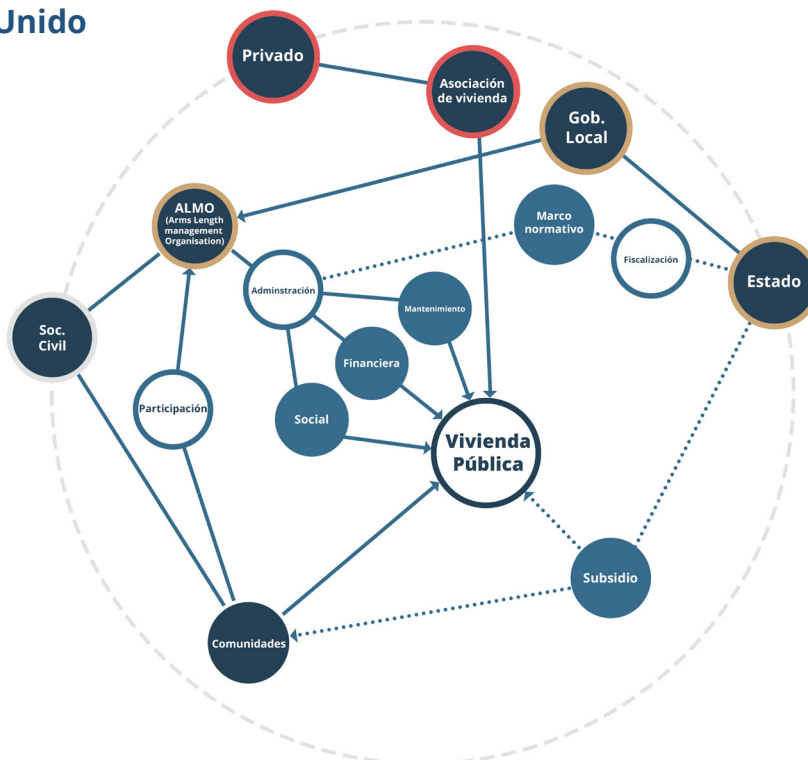 Unido
Privado
Asociación
de vivienda
Gob.
Local
ALMO
(Arms Length
management
Organisation)
Marco
normativo
Fiscalización
Estado
Adminstración
Mantenimiento
Soc.
Civil
Financiera
Participación
Social
Vivienda
Pública
Subsidio
Comunidades